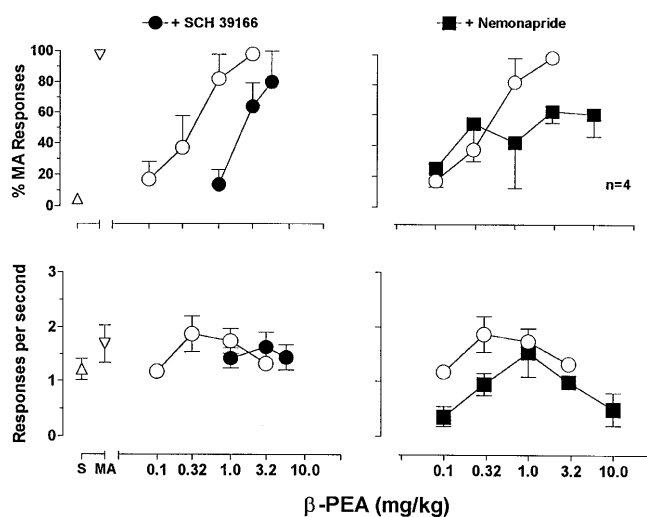 + SCH 39166
+ Nemonapride
% MA Responses
100
80
60
40
20
0
n=4
Responses per second
3
2
1
0
S MA 0.1 0.32 1.0 3.2 10.0
0.1 0.32 1.0 3.2 10.0
β-PEA (mg/kg)